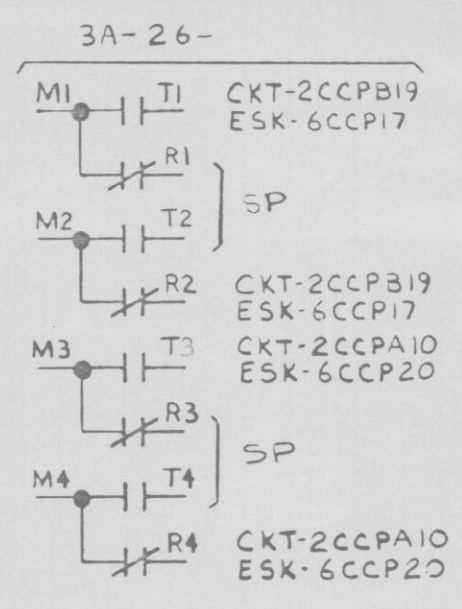 3A-26-
M1 T1 CKT-2CCPB19
ESK-6CCP17
R1
SP
M2 T2
R2 CKT-2CCPB19
ESK-6CCP17
M3 T3 CKT-2CCPA10
ESK-6CCP20
R3
SP
M4 T4
R4 CKT-2CCPA10
ESK-6CCP20